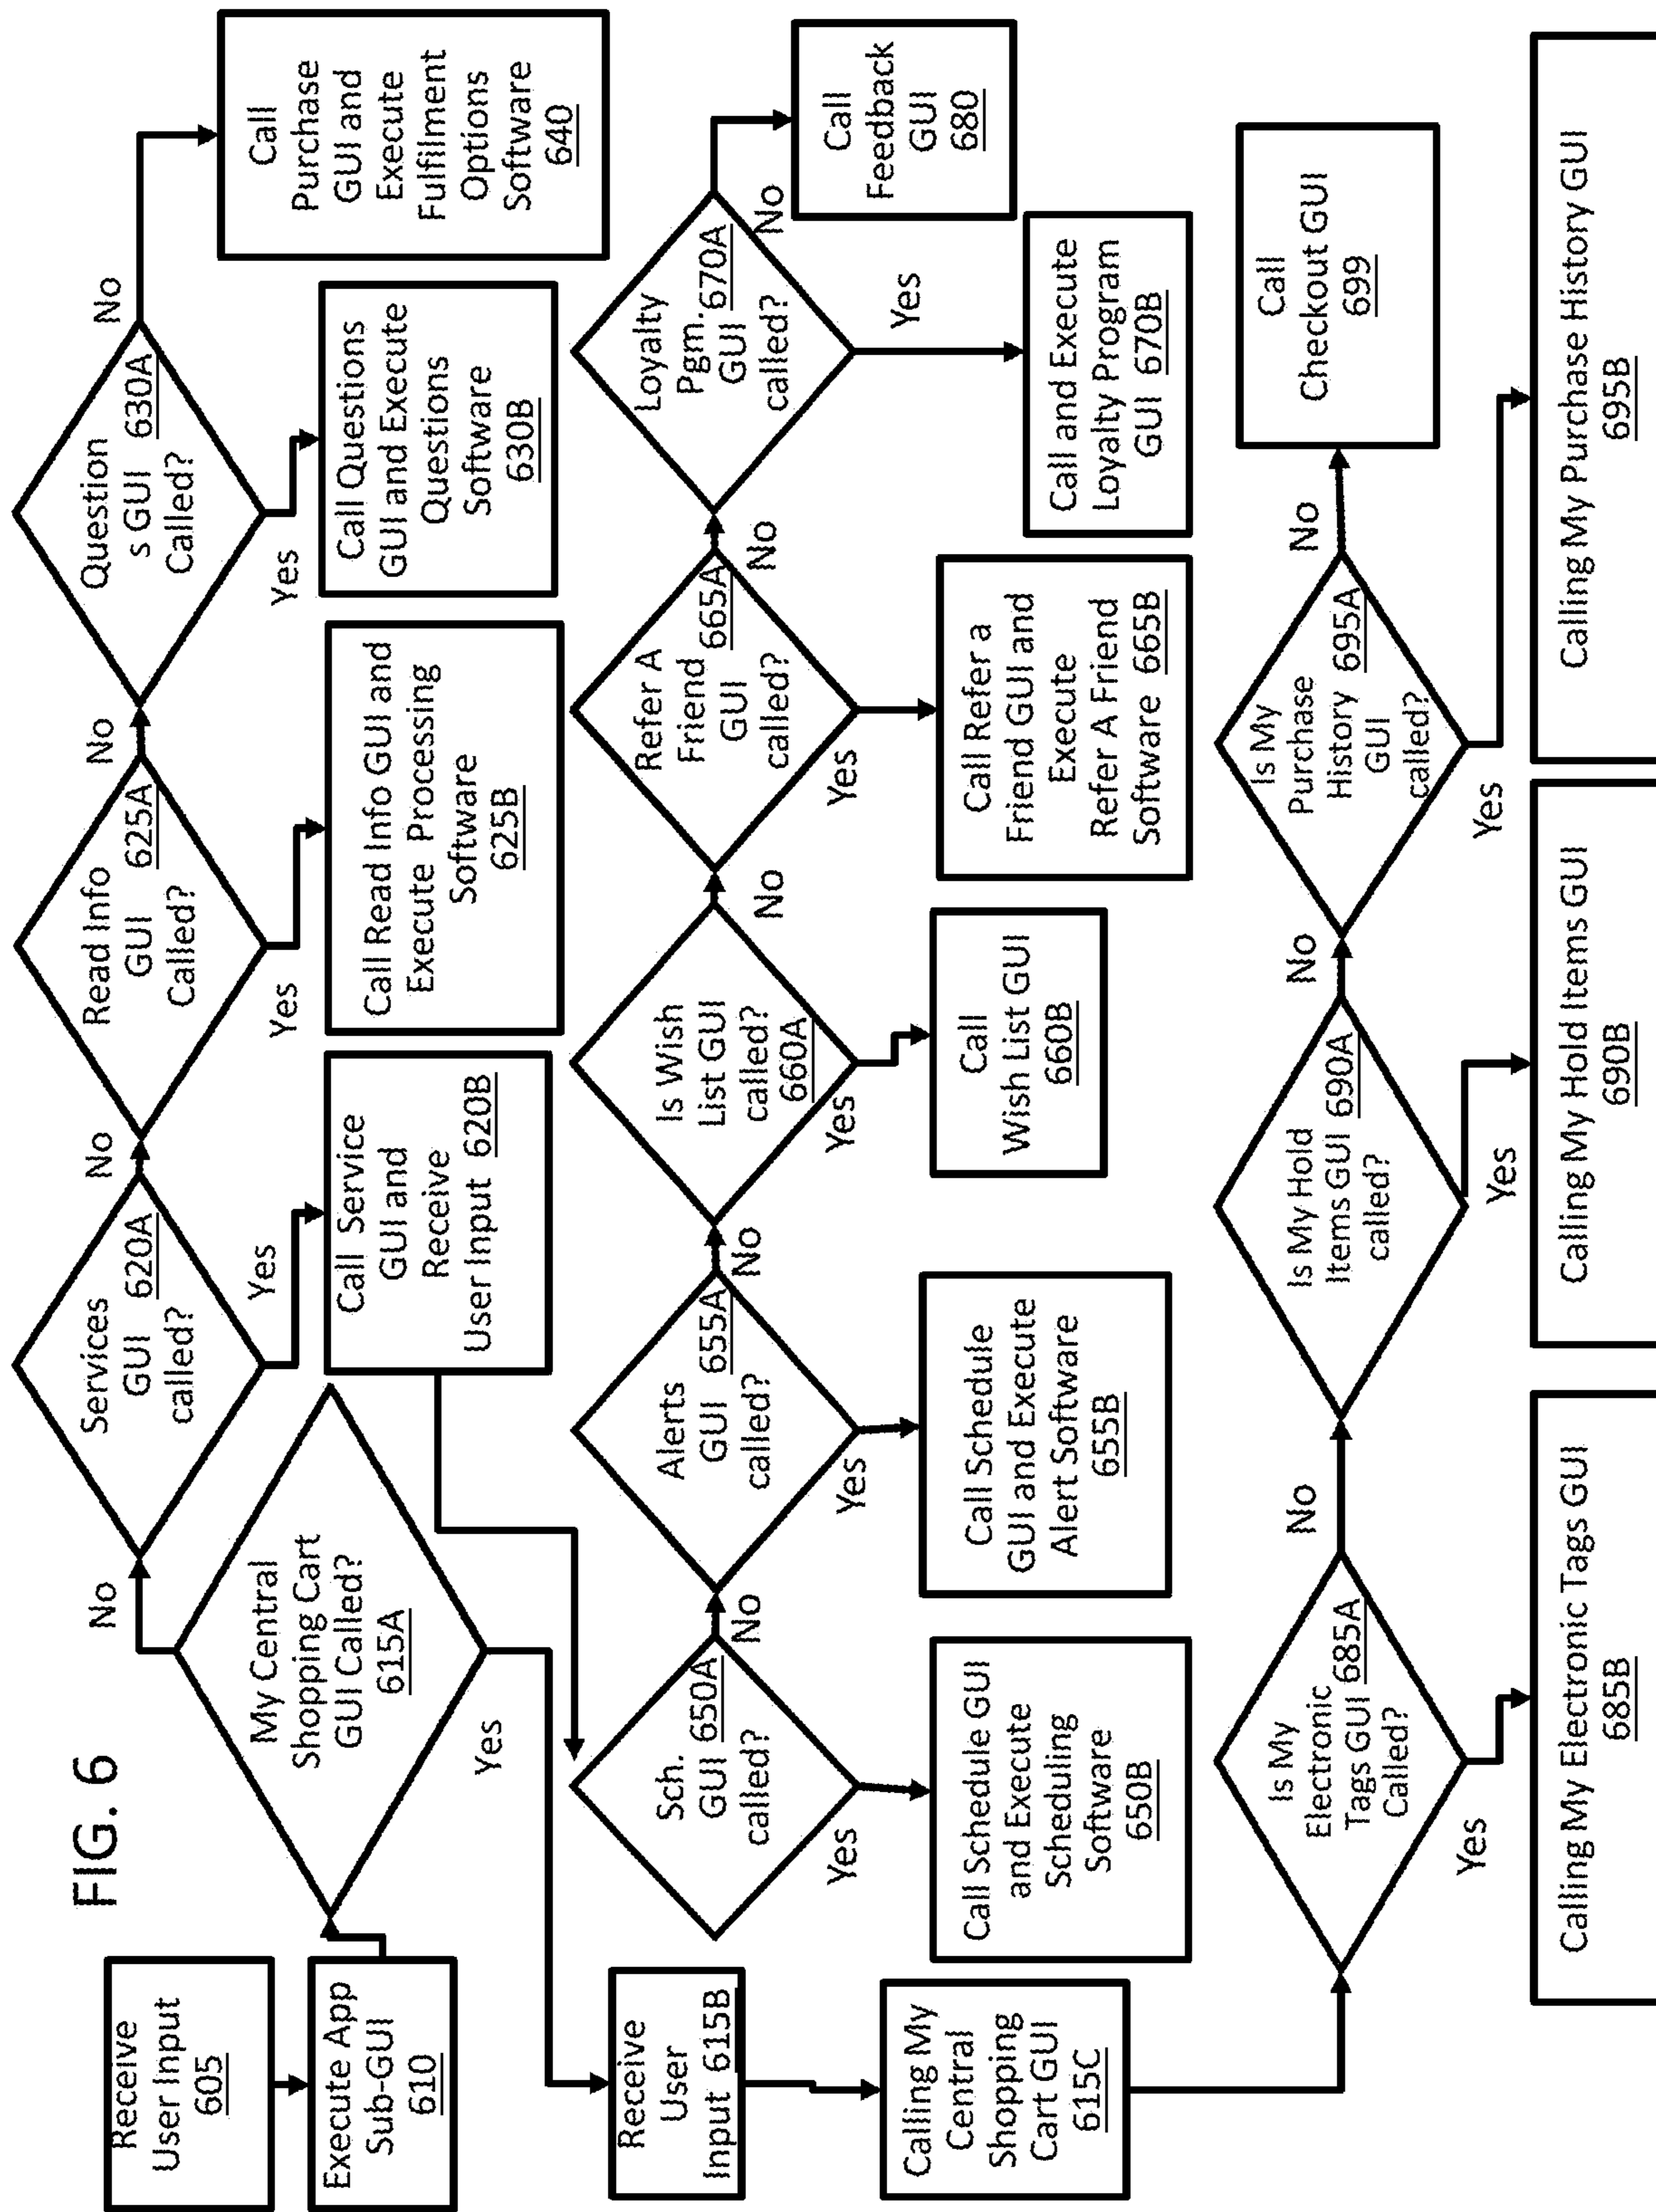 FIG. 6
Receive
User Input
605
Execute App
Sub-GUI
610
My Central
Shopping Cart
GUI Called?
615A
No
Yes
Services
GUI 620A
called?
No
Yes
Call Service
GUI and
Receive
User Input 620B
Read Info
GUI 625A
Called?
No
Yes
Call Read Info GUI and
Execute Processing
Software
625B
Question
s GUI 630A
Called?
No
Yes
Call Questions
GUI and Execute
Questions
Software
630B
Call
Purchase
GUI and
Execute
Fulfilment
Options
Software
640
Receive
User
Input 615B
Calling My
Central
Shopping
Cart GUI
615C
Sch.
GUI 650A
called?
No
Yes
Call Schedule GUI
and Execute
Scheduling
Software
650B
Alerts
GUI 655A
called?
No
Yes
Call Schedule
GUI and Execute
Alert Software
655B
Is Wish
List GUI
called?
660A
No
Yes
Call
Wish List GUI
660B
Refer A
Friend 665A
GUI
called?
No
Yes
Call Refer a
Friend GUI and
Execute
Refer A Friend
Software 665B
Loyalty
Pgm. 670A
GUI
called?
No
Yes
Call and Execute
Loyalty Program
GUI 670B
Call
Feedback
GUI
680
Is My
Electronic
Tags GUI 685A
Called?
No
Yes
Calling My Electronic Tags GUI
685B
Is My Hold
Items GUI 690A
called?
No
Yes
Calling My Hold Items GUI
690B
Is My
Purchase
History 695A
GUI
called?
No
Yes
Calling My Purchase History GUI
695B
Call
Checkout GUI
699